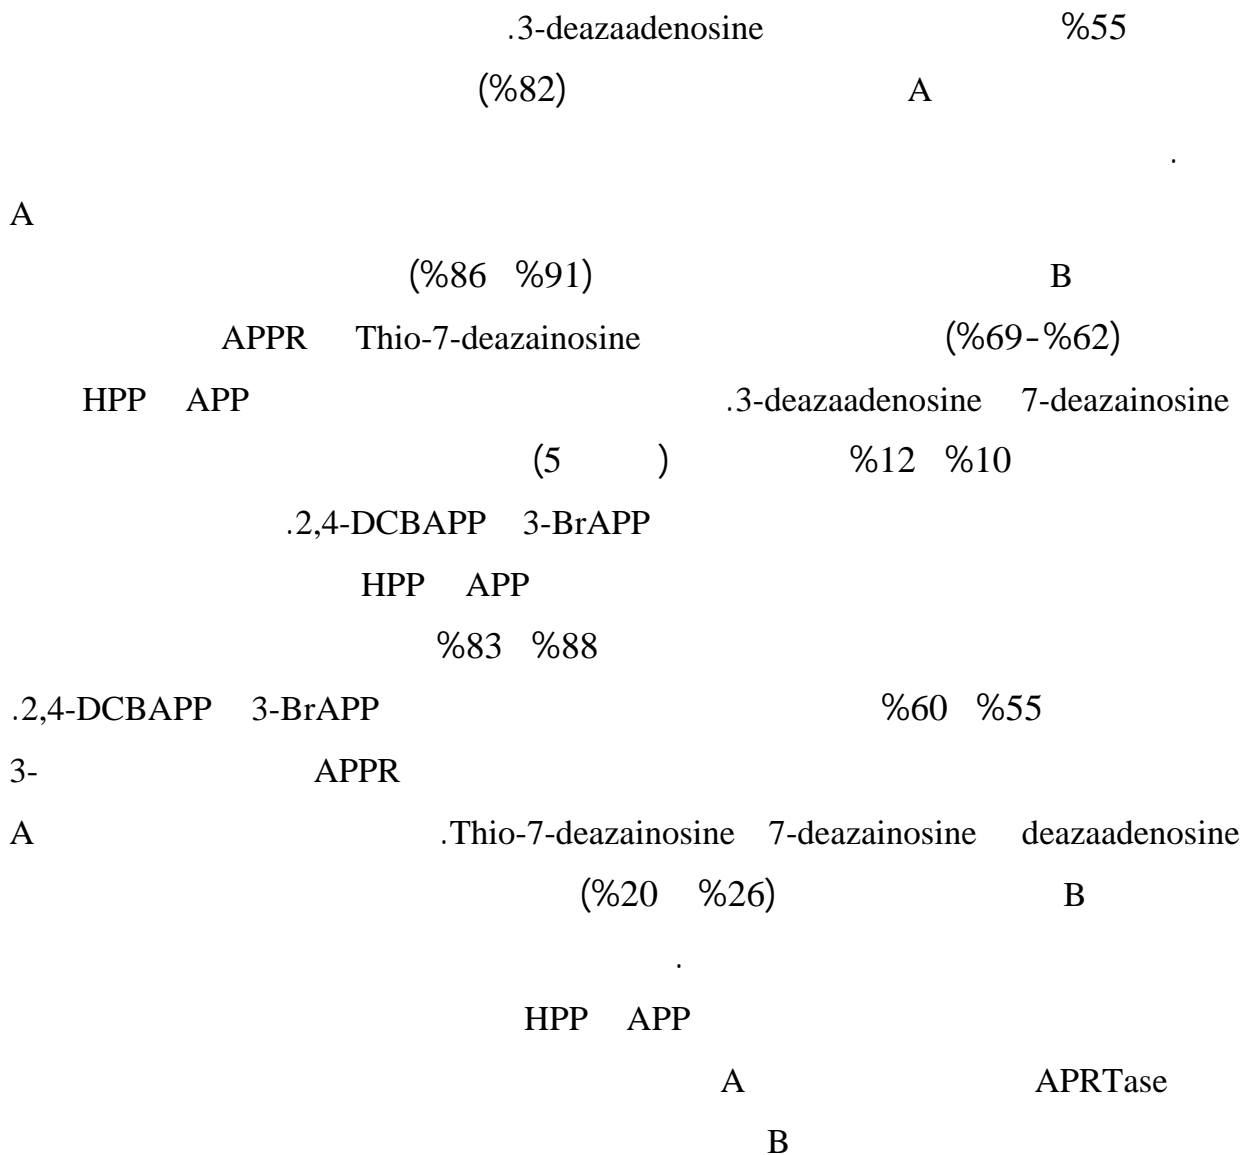 .3-deazaadenosine %55
(%82) A
.
A
(%86 %91) B
APPR Thio-7-deazainosine (%69-%62)
HPP APP .3-deazaadenosine 7-deazainosine
(5 ) %12 %10
.2,4-DCBAPP 3-BrAPP
HPP APP
%83 %88
.2,4-DCBAPP 3-BrAPP %60 %55
3- APPR
A .Thio-7-deazainosine 7-deazainosine deazaadenosine
(%20 %26) B
.
HPP APP
A APRTase
B